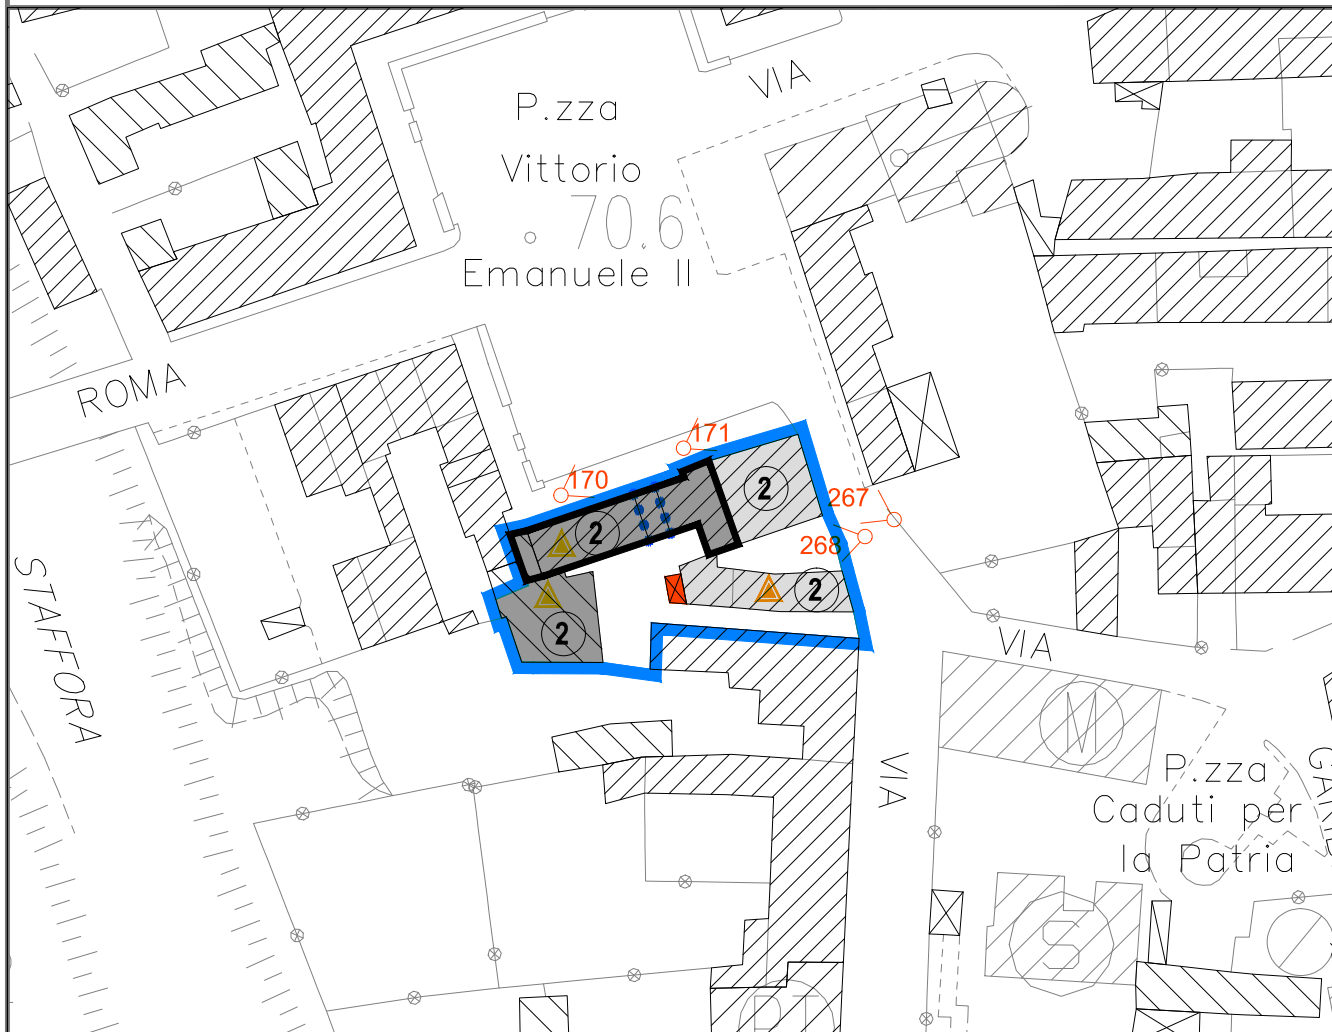 VIA
P.zza
Vittorio
70.6
Emanuele II
ROMA
171
170
2
267
2
268
2
2
STAFFORA
VIA
M
VIA
P.zza
Caduti per
la Patria
S